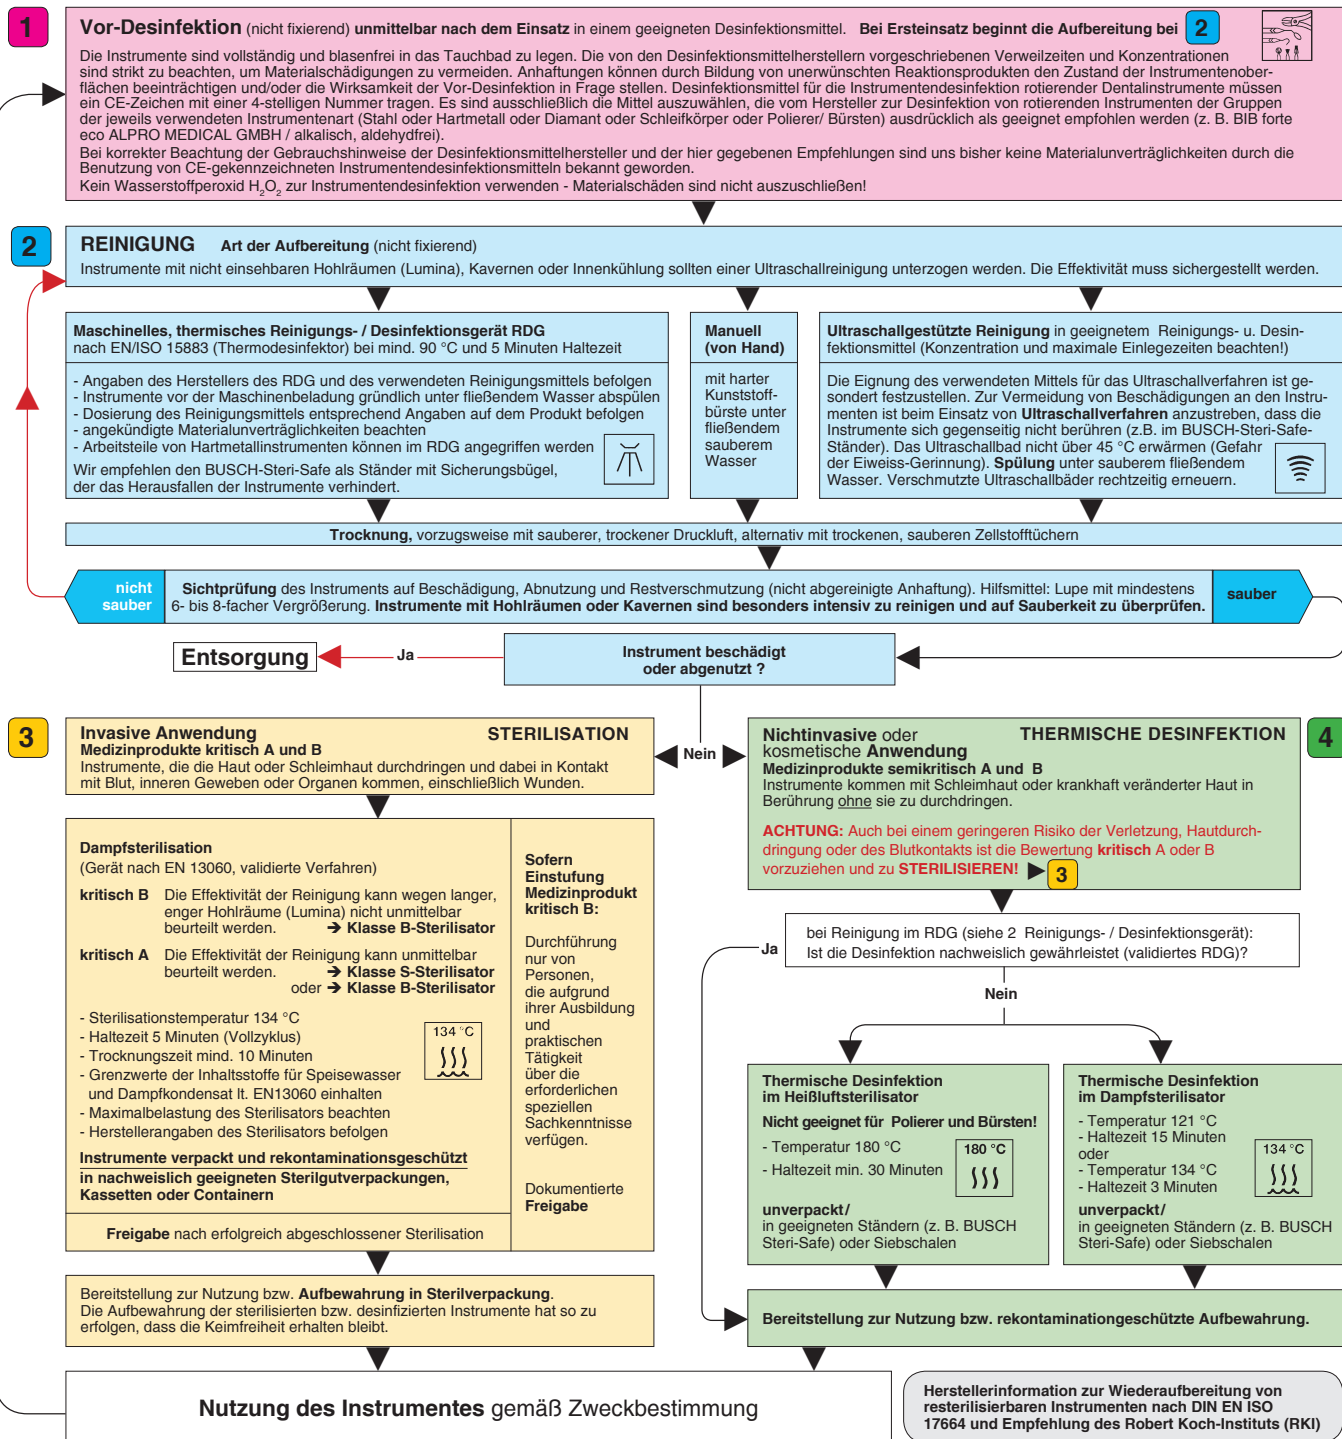 1
Vor-Desinfektion (nicht fixierend) unmittelbar nach dem Einsatz in einem geeigneten Desinfektionsmittel. Bei Ersteinsatz beginnt die Aufbereitung bei 2
Die Instrumente sind vollständig und blasenfrei in das Tauchbad zu legen. Die von den Desinfektionsmittelherstellern vorgeschriebenen Verweilzeiten und Konzentrationen
sind strikt zu beachten, um Materialschädigungen zu vermeiden. Anhaftungen können durch Bildung von unerwünschten Reaktionsprodukten den Zustand der Instrumentenober-
flächen beeinträchtigen und/oder die Wirksamkeit der Vor-Desinfektion in Frage stellen. Desinfektionsmittel für die Instrumentendesinfektion rotierender Dentalinstrumente müssen
ein CE-Zeichen mit einer 4-stelligen Nummer tragen. Es sind ausschließlich die Mittel auszuwählen, die vom Hersteller zur Desinfektion von rotierenden Instrumenten der Gruppen
der jeweils verwendeten Instrumentenart (Stahl oder Hartmetall oder Diamant oder Schleifkörper oder Polierer/ Bürsten) ausdrücklich als geeignet empfohlen werden (z. B. BIB forte
eco ALPRO MEDICAL GMBH / alkalisch, aldehydfrei).
Bei korrekter Beachtung der Gebrauchshinweise der Desinfektionsmittelhersteller und der hier gegebenen Empfehlungen sind uns bisher keine Materialunverträglichkeiten durch die
Benutzung von CE-gekennzeichneten Instrumentendesinfektionsmitteln bekannt geworden.
Kein Wasserstoffperoxid H₂O₂ zur Instrumentendesinfektion verwenden - Materialschäden sind nicht auszuschließen!
2
REINIGUNG Art der Aufbereitung (nicht fixierend)
Instrumente mit nicht einsehbaren Hohlräumen (Lumina), Kavernen oder Innenkühlung sollten einer Ultraschallreinigung unterzogen werden. Die Effektivität muss sichergestellt werden.
Maschinelles, thermisches Reinigungs- / Desinfektionsgerät RDG
nach EN/ISO 15883 (Thermodesinfektor) bei mind. 90 °C und 5 Minuten Haltezeit
- Angaben des Herstellers des RDG und des verwendeten Reinigungsmittels befolgen
- Instrumente vor der Maschinenbeladung gründlich unter fließendem Wasser abspülen
- Dosierung des Reinigungsmittels entsprechend Angaben auf dem Produkt befolgen
- angekündigte Materialunverträglichkeiten beachten
- Arbeitsteile von Hartmetallinstrumenten können im RDG angegriffen werden
Wir empfehlen den BUSCH-Steri-Safe als Ständer mit Sicherungsbügel,
der das Herausfallen der Instrumente verhindert.
Manuell
(von Hand)
mit harter
Kunststoff-
bürste unter
fließendem
sauberem
Wasser
Ultraschallgestützte Reinigung in geeignetem Reinigungs- u. Desin-
fektionsmittel (Konzentration und maximale Einlegezeiten beachten!)
Die Eignung des verwendeten Mittels für das Ultraschallverfahren ist ge-
sondert festzustellen. Zur Vermeidung von Beschädigungen an den Instru-
menten ist beim Einsatz von Ultraschallverfahren anzustreben, dass die
Instrumente sich gegenseitig nicht berühren (z.B. im BUSCH-Steri-Safe-
Ständer). Das Ultraschallbad nicht über 45 °C erwärmen (Gefahr
der Eiweiss-Gerinnung). Spülung unter sauberem fließendem
Wasser. Verschmutzte Ultraschallbäder rechtzeitig erneuern.
Trocknung, vorzugsweise mit sauberer, trockener Druckluft, alternativ mit trockenen, sauberen Zellstofftüchern
nicht
sauber
Sichtprüfung des Instruments auf Beschädigung, Abnutzung und Restverschmutzung (nicht abgereinigte Anhaftung). Hilfsmittel: Lupe mit mindestens
6- bis 8-facher Vergrößerung. Instrumente mit Hohlräumen oder Kavernen sind besonders intensiv zu reinigen und auf Sauberkeit zu überprüfen.
sauber
Entsorgung
Ja
Instrument beschädigt
oder abgenutzt ?
Nein
3
Invasive Anwendung STERILISATION
Medizinprodukte kritisch A und B
Instrumente, die die Haut oder Schleimhaut durchdringen und dabei in Kontakt
mit Blut, inneren Geweben oder Organen kommen, einschließlich Wunden.
Dampfsterilisation
(Gerät nach EN 13060, validierte Verfahren)
kritisch B Die Effektivität der Reinigung kann wegen langer,
enger Hohlräume (Lumina) nicht unmittelbar
beurteilt werden. ➔ Klasse B-Sterilisator
kritisch A Die Effektivität der Reinigung kann unmittelbar
beurteilt werden. ➔ Klasse S-Sterilisator
oder ➔ Klasse B-Sterilisator
- Sterilisationstemperatur 134 °C
- Haltezeit 5 Minuten (Vollzyklus)
- Trocknungszeit mind. 10 Minuten
- Grenzwerte der Inhaltsstoffe für Speisewasser
und Dampfkondensat lt. EN13060 einhalten
- Maximalbelastung des Sterilisators beachten
- Herstellerangaben des Sterilisators befolgen
134 °C
Instrumente verpackt und rekontaminationsgeschützt
in nachweislich geeigneten Sterilgutverpackungen,
Kassetten oder Containern
Freigabe nach erfolgreich abgeschlossener Sterilisation
Sofern
Einstufung
Medizinprodukt
kritisch B:
Durchführung
nur von
Personen,
die aufgrund
ihrer Ausbildung
und
praktischen
Tätigkeit
über die
erforderlichen
speziellen
Sachkenntnisse
verfügen.
Dokumentierte
Freigabe
Bereitstellung zur Nutzung bzw. Aufbewahrung in Sterilverpackung.
Die Aufbewahrung der sterilisierten bzw. desinfizierten Instrumente hat so zu
erfolgen, dass die Keimfreiheit erhalten bleibt.
4
Nichtinvasive oder THERMISCHE DESINFEKTION
kosmetische Anwendung
Medizinprodukte semikritisch A und B
Instrumente kommen mit Schleimhaut oder krankhaft veränderter Haut in
Berührung ohne sie zu durchdringen.
ACHTUNG: Auch bei einem geringeren Risiko der Verletzung, Hautdurch-
dringung oder des Blutkontakts ist die Bewertung kritisch A oder B
vorzuziehen und zu STERILISIEREN! 3
Ja
bei Reinigung im RDG (siehe 2 Reinigungs- / Desinfektionsgerät):
Ist die Desinfektion nachweislich gewährleistet (validiertes RDG)?
Nein
Thermische Desinfektion
im Heißluftsterilisator
Nicht geeignet für Polierer und Bürsten!
- Temperatur 180 °C
- Haltezeit min. 30 Minuten
180 °C
unverpackt/
in geeigneten Ständern (z. B. BUSCH
Steri-Safe) oder Siebschalen
Thermische Desinfektion
im Dampfsterilisator
- Temperatur 121 °C
- Haltezeit 15 Minuten
oder
- Temperatur 134 °C
- Haltezeit 3 Minuten
134 °C
unverpackt/
in geeigneten Ständern (z. B. BUSCH
Steri-Safe) oder Siebschalen
Bereitstellung zur Nutzung bzw. rekontaminationgeschützte Aufbewahrung.
Nutzung des Instrumentes gemäß Zweckbestimmung
Herstellerinformation zur Wiederaufbereitung von
resterilisierbaren Instrumenten nach DIN EN ISO
17664 und Empfehlung des Robert Koch-Instituts (RKI)